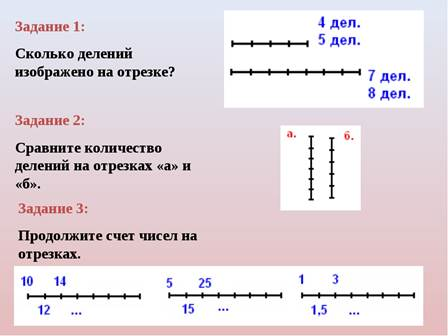 Задание 1:
Сколько делений
изображено на отрезке?
4 дел.
5 дел.
7 дел.
8 дел.
Задание 2:
Сравните количество
делений на отрезках «а» и
«б».
а. б.
Задание 3:
Продолжите счет чисел на
отрезках.
10 14
12 ...
5 25
15 ...
1 3
1,5 ...